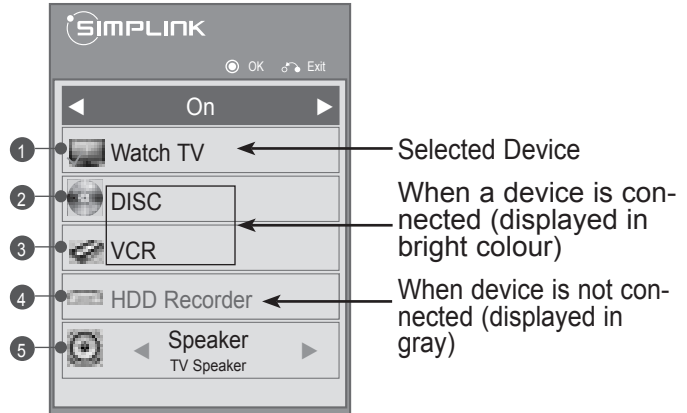 SIMPLINK
OK Exit
On
1 Watch TV
Selected Device
2 DISC
When a device is con-
nected (displayed in
bright colour)
3 VCR
4 HDD Recorder
When device is not con-
nected (displayed in
gray)
5 Speaker
TV Speaker